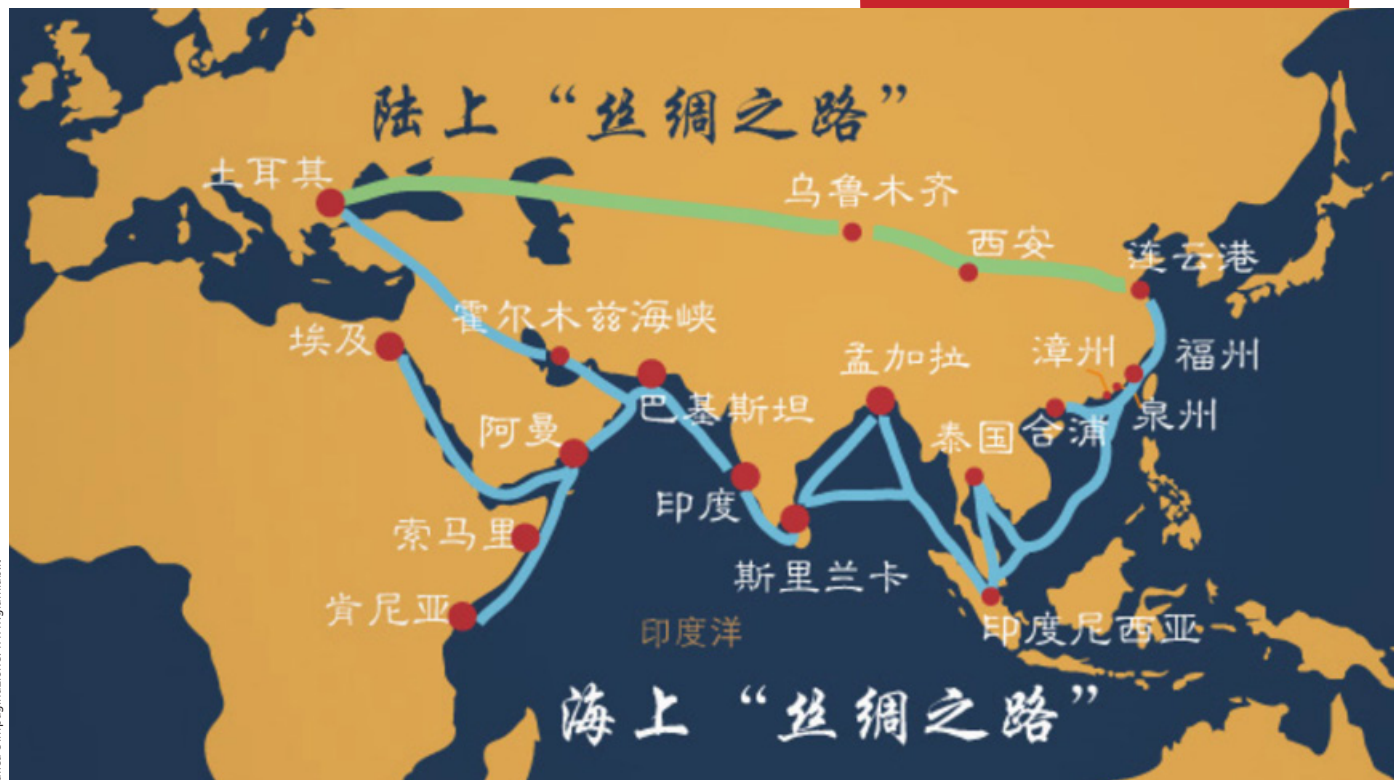 陆上“丝绸之路”
土耳其
乌鲁木齐
西安
连云港
霍尔木兹海峡
埃及
孟加拉
漳州
福州
巴基斯坦
阿曼
泰国
合浦
泉州
印度
索马里
斯里兰卡
肯尼亚
印度洋
印度尼西亚
海上“丝绸之路”